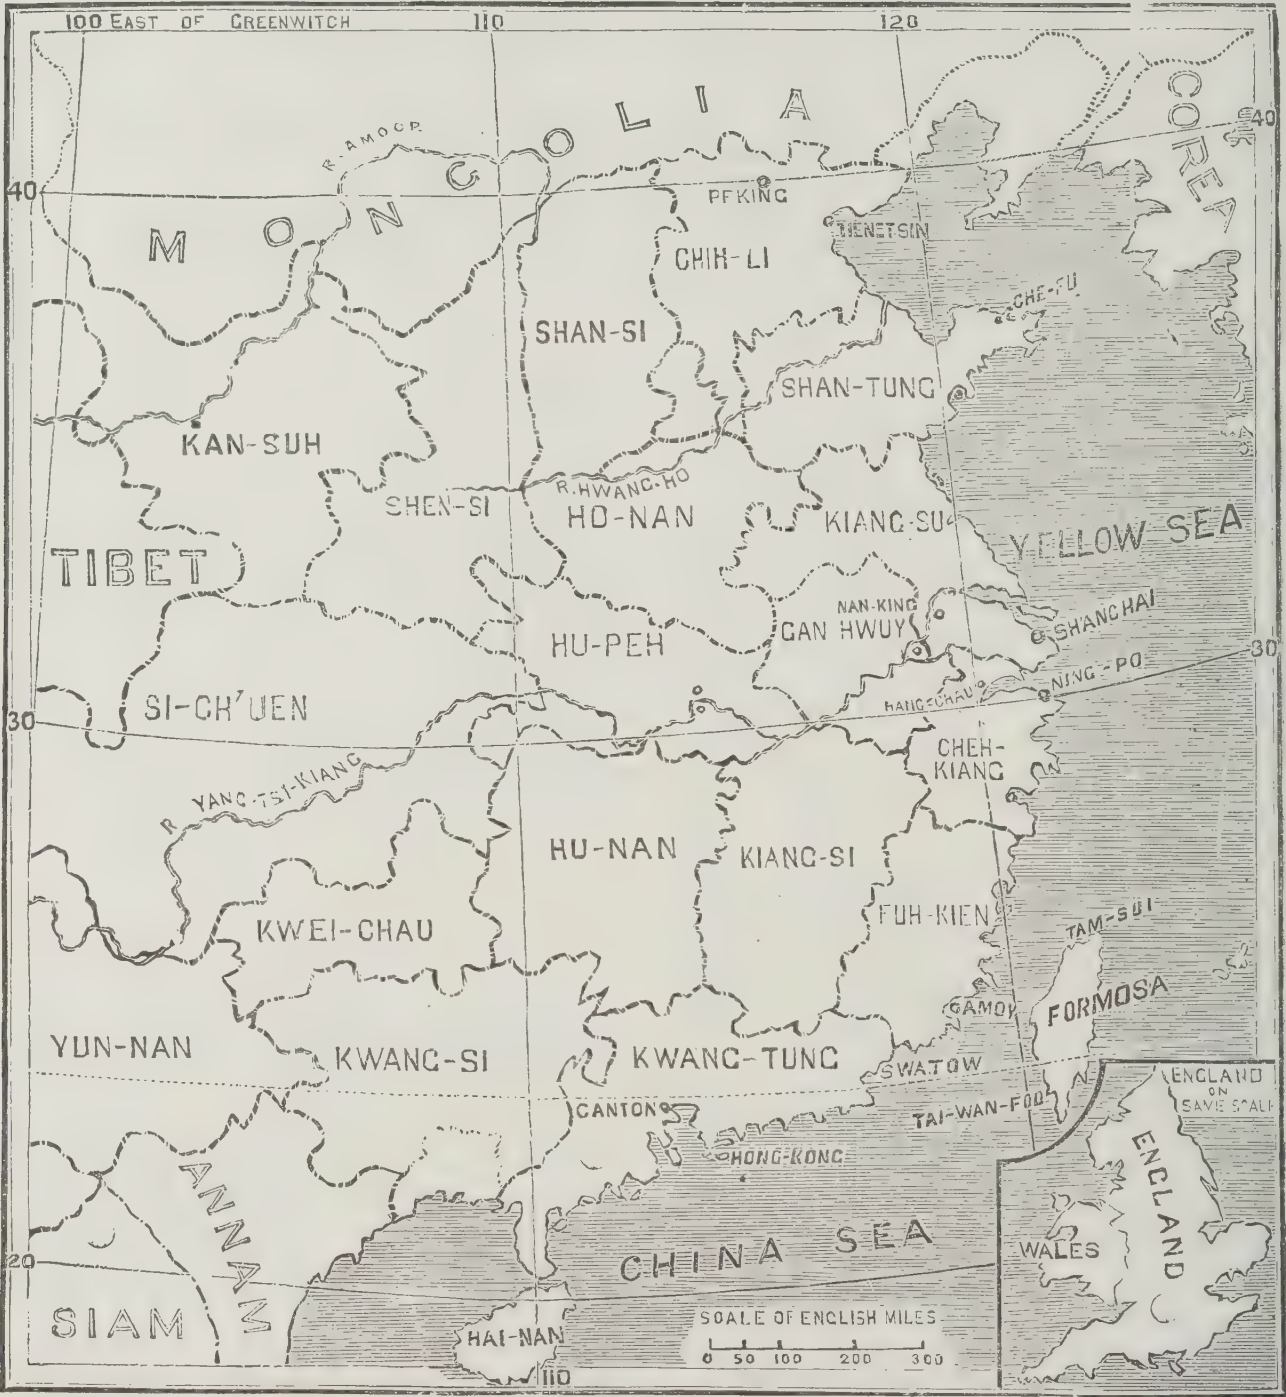 100 EAST OF GREENWITCH
110
120
MONGOLIA
COREA
R. AMOOR
40
40
PEKING
TIENETSIN
CHIH-LI
CHE-FU
SHAN-SI
SHAN-TUNG
KAN-SUH
R. HWANG-HO
SHEN-SI
HO-NAN
KIANG-SU
YELLOW SEA
TIBET
NAN-KING
GAN HWUY
SHANGHAI
HU-PEH
30
NING-PO
HANG-CHAU
SI-CH'UEN
30
CHEH-
KIANG
R. YANG-TSI-KIANG
HU-NAN
KIANG-SI
FUH-KIEN
KWEI-CHAU
TAM-SUI
FORMOSA
AMOY
YUN-NAN
KWANG-SI
KWANG-TUNG
SWATOW
ENGLAND
ON
SAME SCALE
CANTON
TAI-WAN-FOO
HONG-KONG
ANNAM
ENGLAND
WALES
CHINA SEA
20
SIAM
HAI-NAN
SCALE OF ENGLISH MILES
0 50 100 200 300
110